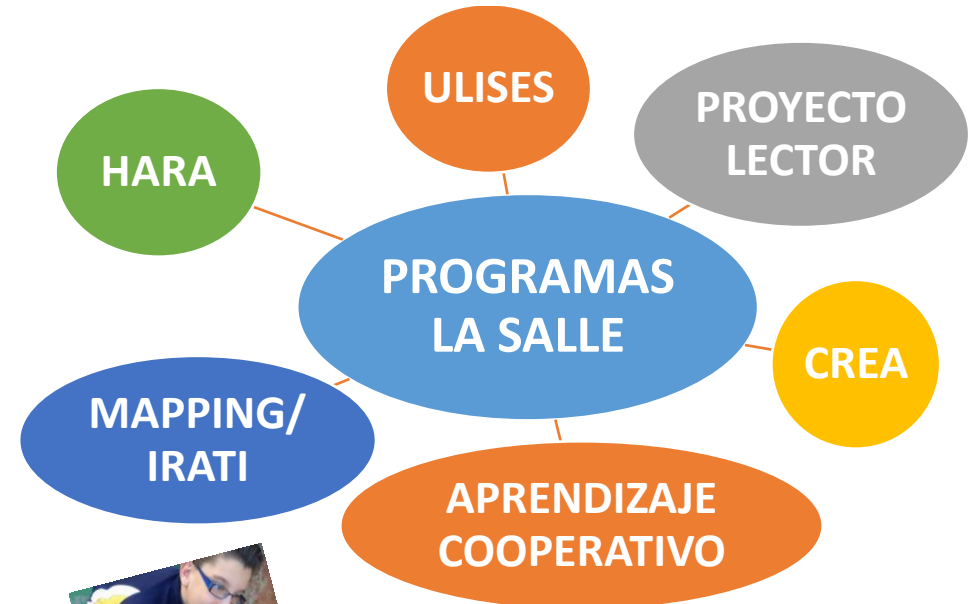 ULISES
PROYECTO
LECTOR
HARA
PROGRAMAS
LA SALLE
CREA
MAPPING/
IRATI
APRENDIZAJE
COOPERATIVO